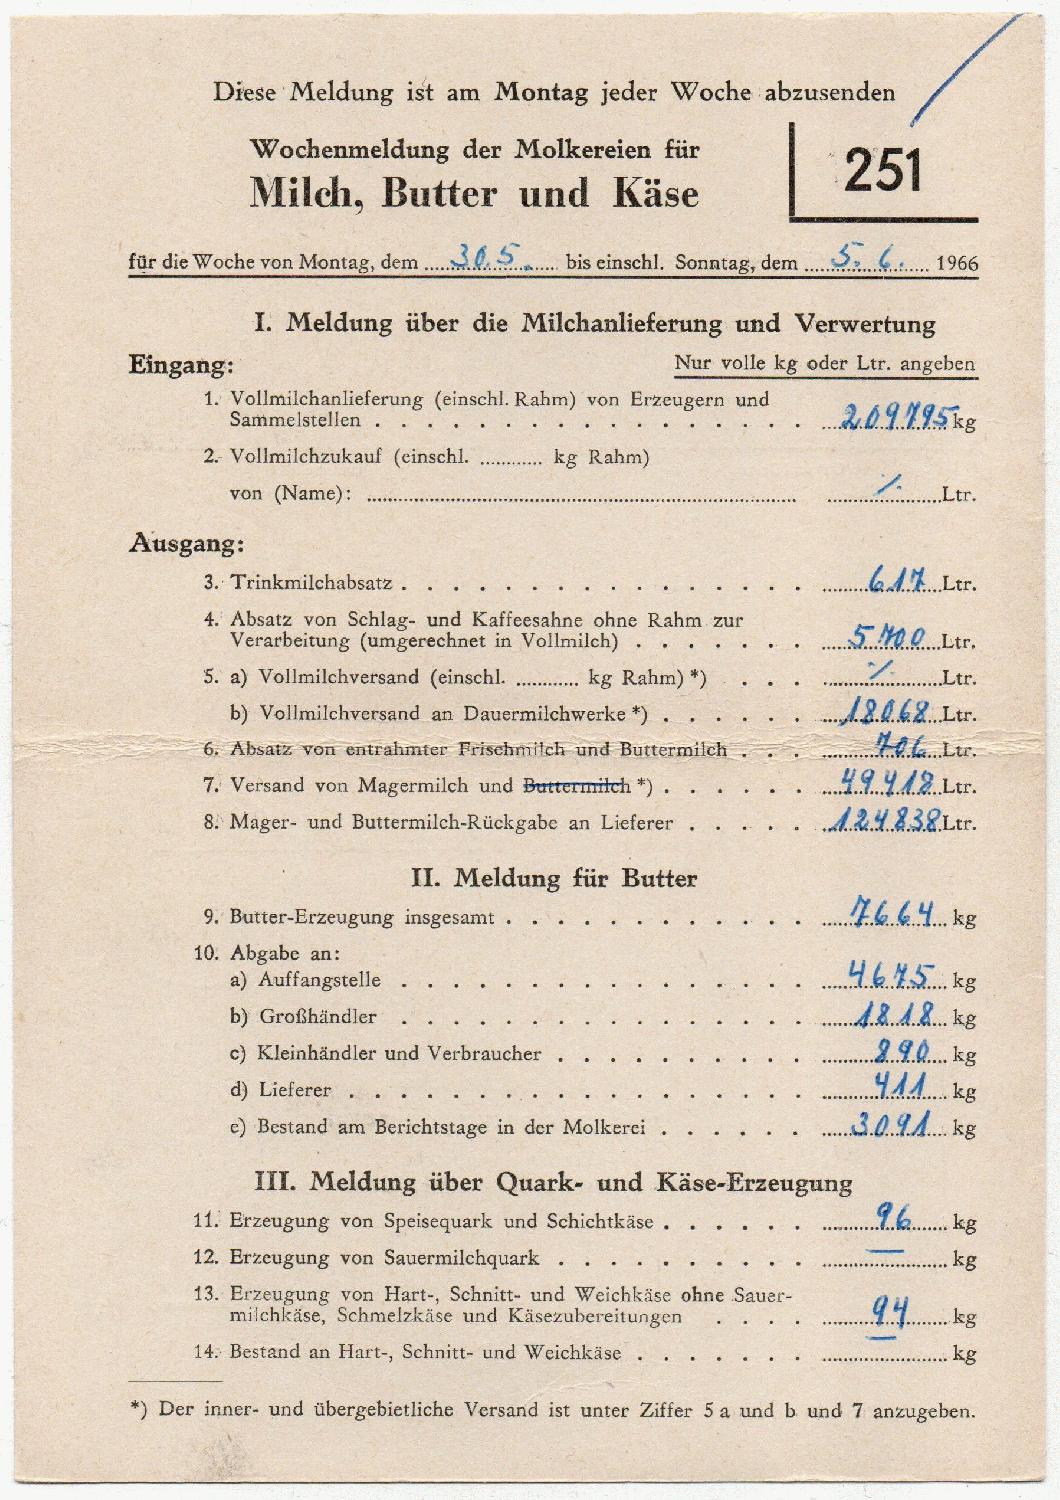 Diese Meldung ist am Montag jeder Woche abzusenden
Wochenmeldung der Molkereien für
Milch, Butter und Käse
251
für die Woche von Montag, dem 30.5. bis einschl. Sonntag, dem 5. 6. 1966
I. Meldung über die Milchanlieferung und Verwertung
Eingang: Nur volle kg oder Ltr. angeben
1. Vollmilchanlieferung (einschl. Rahm) von Erzeugern und
Sammelstellen . . . . . . . . . . . . . . . . . 209795 kg
2. Vollmilchzukauf (einschl. ............ kg Rahm)
von (Name): ........................ ·/. Ltr.
Ausgang:
3. Trinkmilchabsatz . . . . . . . . . . . . . . . . 617 Ltr.
4. Absatz von Schlag- und Kaffeesahne ohne Rahm zur
Verarbeitung (umgerechnet in Vollmilch) . . . . . . . 5700 Ltr.
5. a) Vollmilchversand (einschl. ............ kg Rahm) *) . . . ·/. Ltr.
b) Vollmilchversand an Dauermilchwerke *) . . . . . . 18068 Ltr.
6. Absatz von entrahmter Frischmilch und Buttermilch . . . 706 Ltr.
7. Versand von Magermilch und Buttermilch *) . . . . . . 49418 Ltr.
8. Mager- und Buttermilch-Rückgabe an Lieferer . . . . . 124838 Ltr.
II. Meldung für Butter
9. Butter-Erzeugung insgesamt . . . . . . . . . . . . 7664 kg
10. Abgabe an:
a) Auffangstelle . . . . . . . . . . . . . . . . 4675 kg
b) Großhändler . . . . . . . . . . . . . . . . 1818 kg
c) Kleinhändler und Verbraucher . . . . . . . . . . 890 kg
d) Lieferer . . . . . . . . . . . . . . . . . . 411 kg
e) Bestand am Berichtstage in der Molkerei . . . . . . 3091 kg
III. Meldung über Quark- und Käse-Erzeugung
11. Erzeugung von Speisequark und Schichtkäse . . . . . . 96 kg
12. Erzeugung von Sauermilchquark . . . . . . . . . . — kg
13. Erzeugung von Hart-, Schnitt- und Weichkäse ohne Sauer-
milchkäse, Schmelzkäse und Käsezubereitungen . . . . 94 kg
14. Bestand an Hart-, Schnitt- und Weichkäse . . . . . . . — kg
*) Der inner- und übergebietliche Versand ist unter Ziffer 5 a und b und 7 anzugeben.